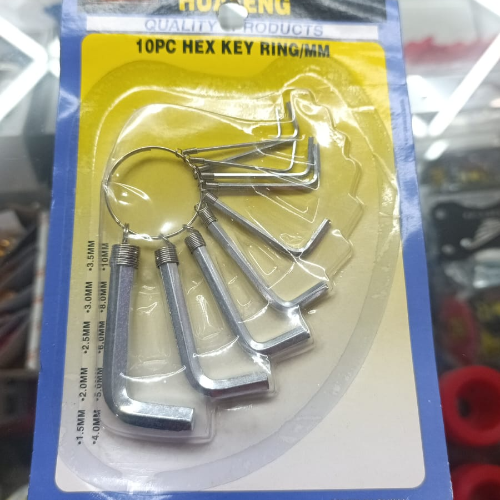 QUALITY PRODUCTS
10PC HEX KEY RING/MM
•1.5MM •2.0MM •2.5MM •3.0MM •3.5MM
•4.0MM •5.0MM •6.0MM •8.0MM •10MM